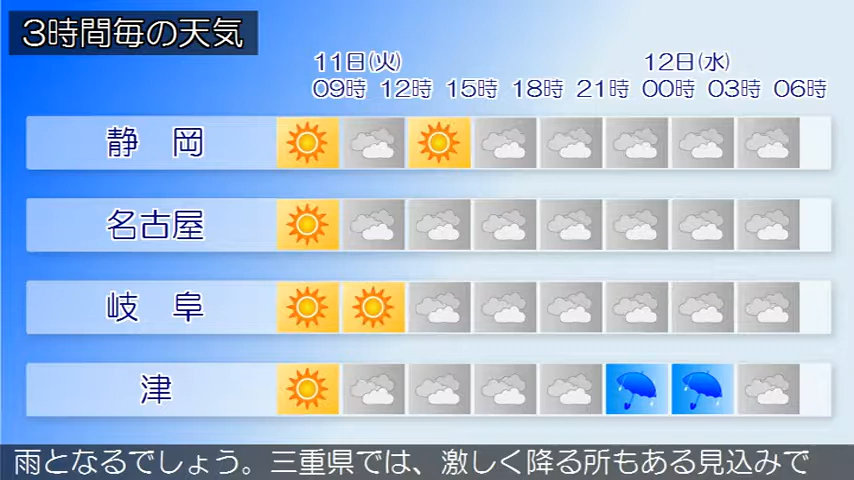 3時間毎の天気
11日(火) 12日(水)
09時 12時 15時 18時 21時 00時 03時 06時
静 岡
名古屋
岐 阜
津
雨となるでしょう。三重県では、激しく降る所もある見込みで